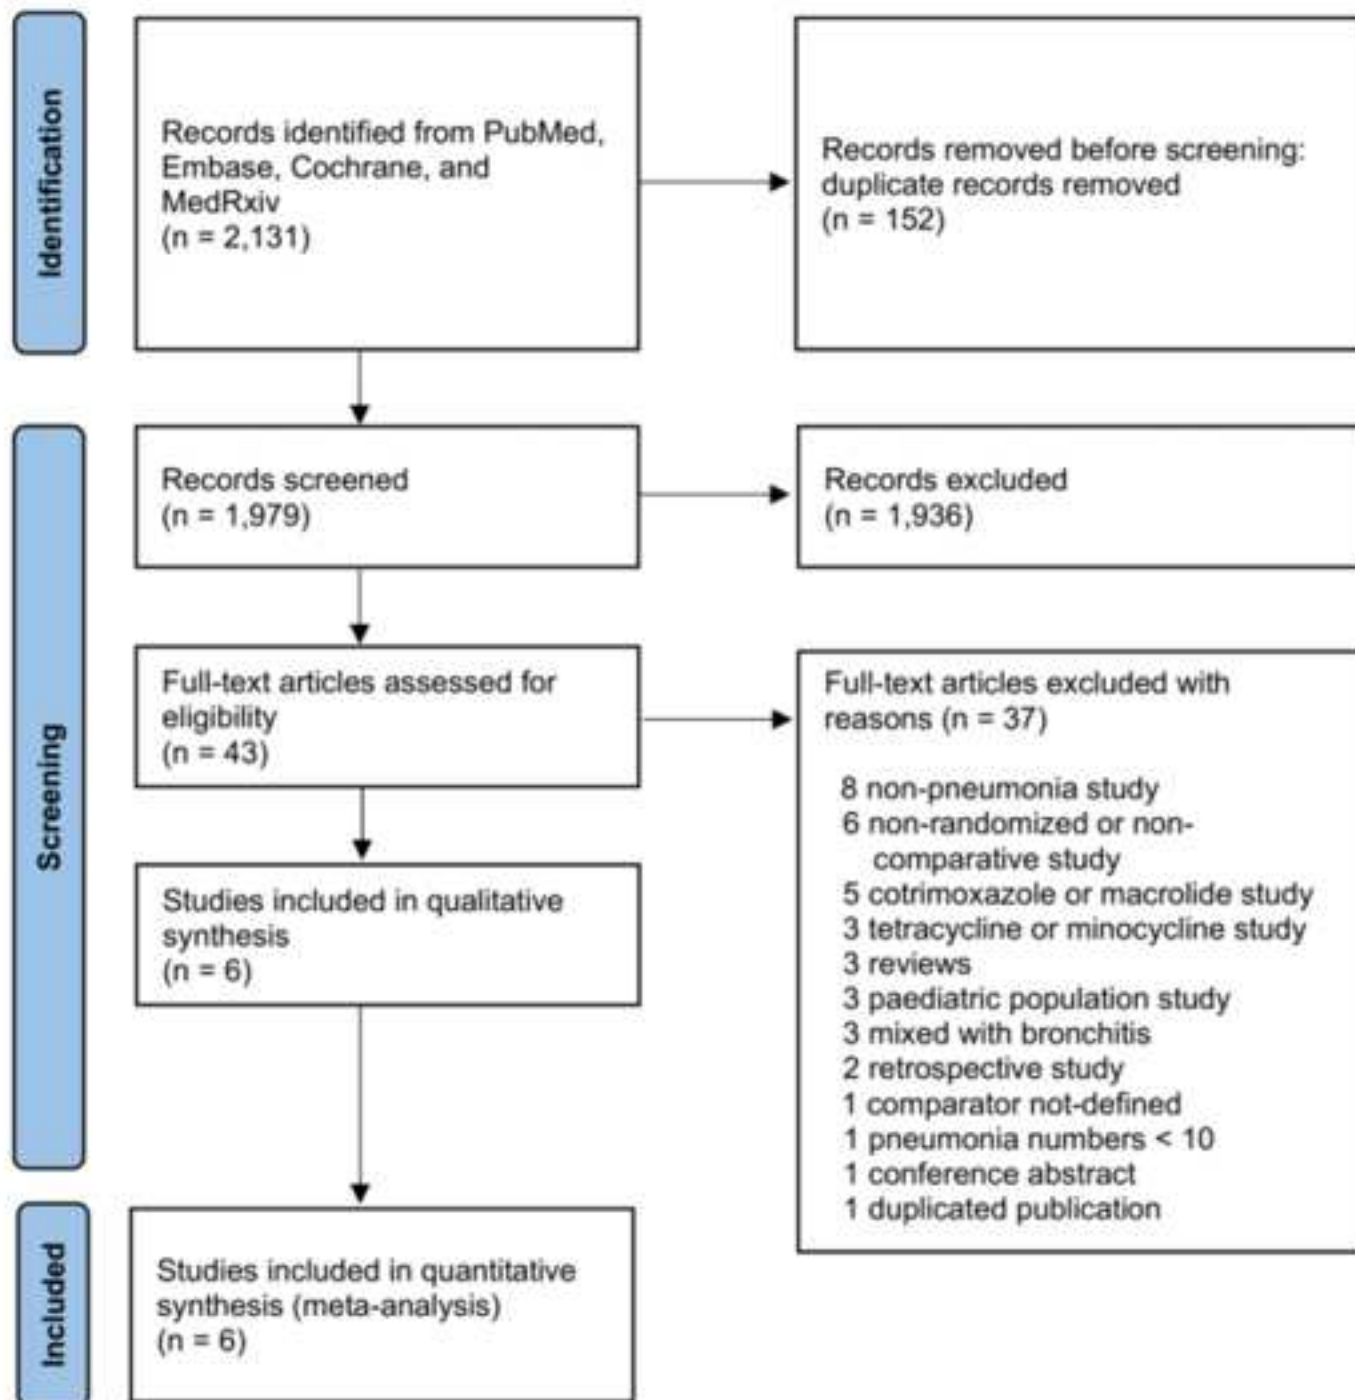 Identification
Records identified from PubMed,
Embase, Cochrane, and
MedRxiv
(n = 2,131)
Records removed before screening:
duplicate records removed
(n = 152)
Screening
Records screened
(n = 1,979)
Records excluded
(n = 1,936)
Full-text articles assessed for
eligibility
(n = 43)
Full-text articles excluded with
reasons (n = 37)
8 non-pneumonia study
6 non-randomized or non-
comparative study
5 cotrimoxazole or macrolide study
3 tetracycline or minocycline study
3 reviews
3 paediatric population study
3 mixed with bronchitis
2 retrospective study
1 comparator not-defined
1 pneumonia numbers < 10
1 conference abstract
1 duplicated publication
Studies included in qualitative
synthesis
(n = 6)
Included
Studies included in quantitative
synthesis (meta-analysis)
(n = 6)